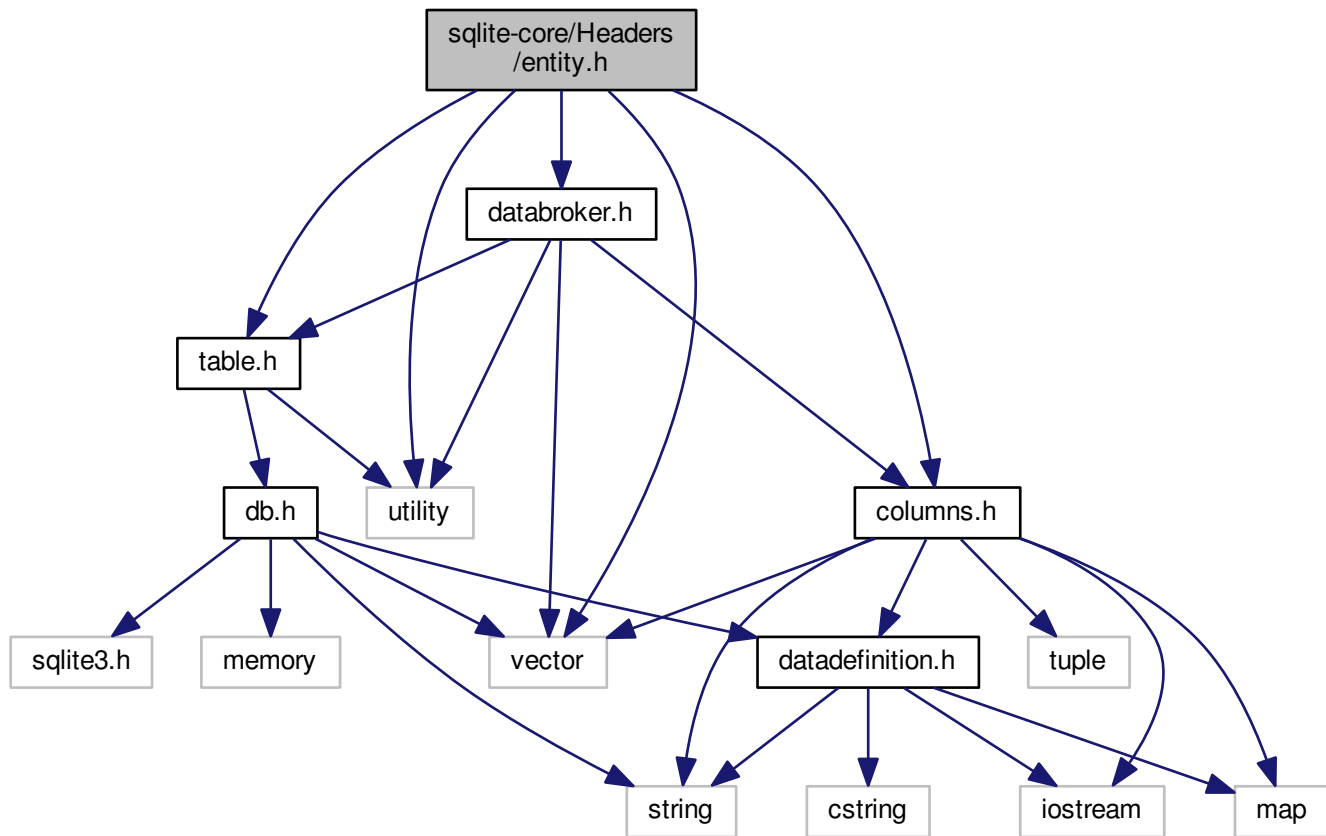 sqlite-core/Headers
/entity.h
databroker.h
table.h
db.h
utility
columns.h
sqlite3.h
memory
vector
datadefinition.h
tuple
string
cstring
iostream
map